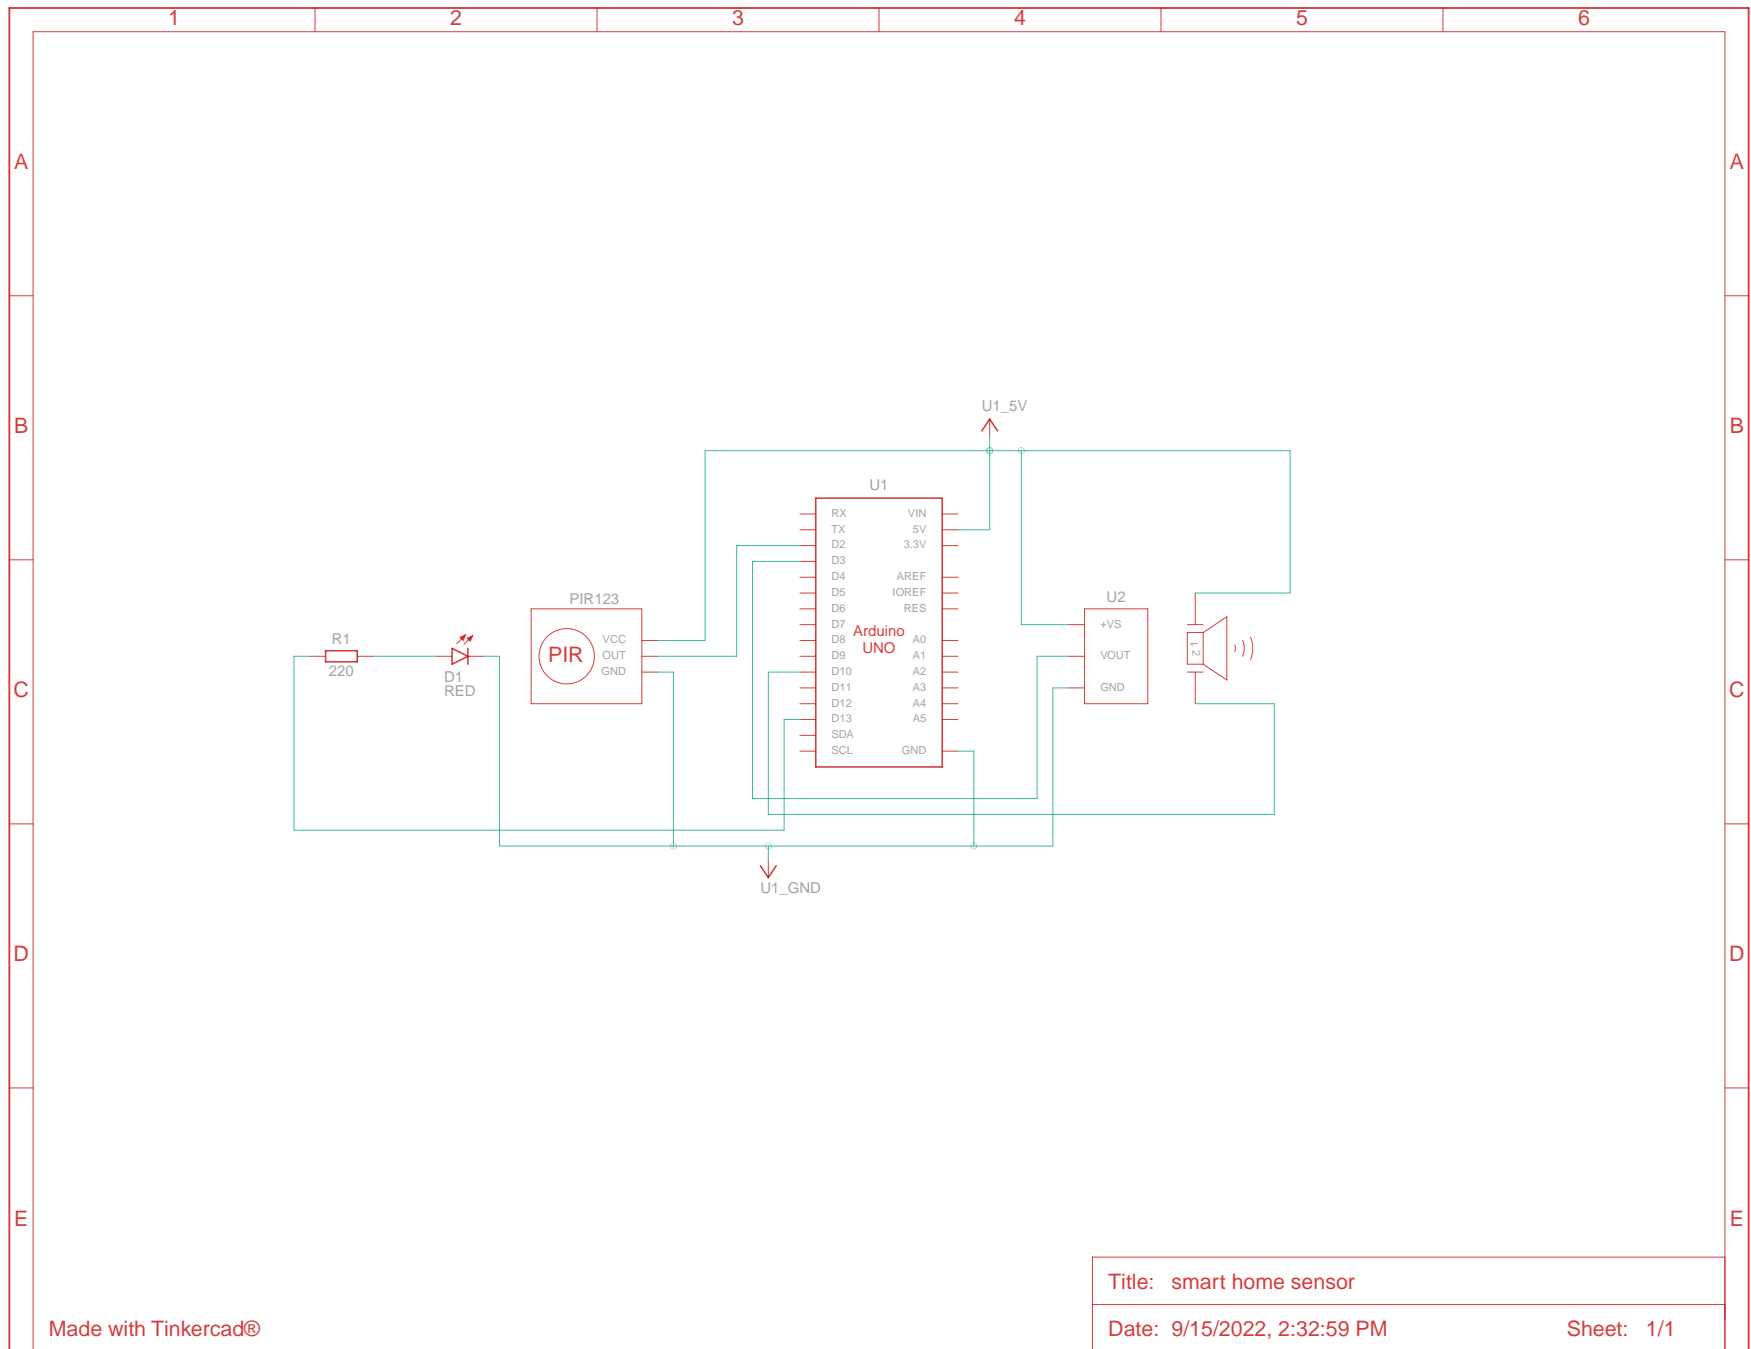 1 2 3 4 5 6
A A
B B
C C
D D
E E
U1_5V
U1
RX VIN
TX 5V
D2 3.3V
D3
D4 AREF
D5 IOREF
D6 RES
D7
Arduino
UNO
D8 A0
D9 A1
D10 A2
D11 A3
D12 A4
D13 A5
SDA
SCL GND
PIR123
PIR
VCC
OUT
GND
R1
220
D1
RED
U2
+VS
VOUT
GND
1 2
U1_GND
Title: smart home sensor
Date: 9/15/2022, 2:32:59 PM Sheet: 1/1
Made with Tinkercad®